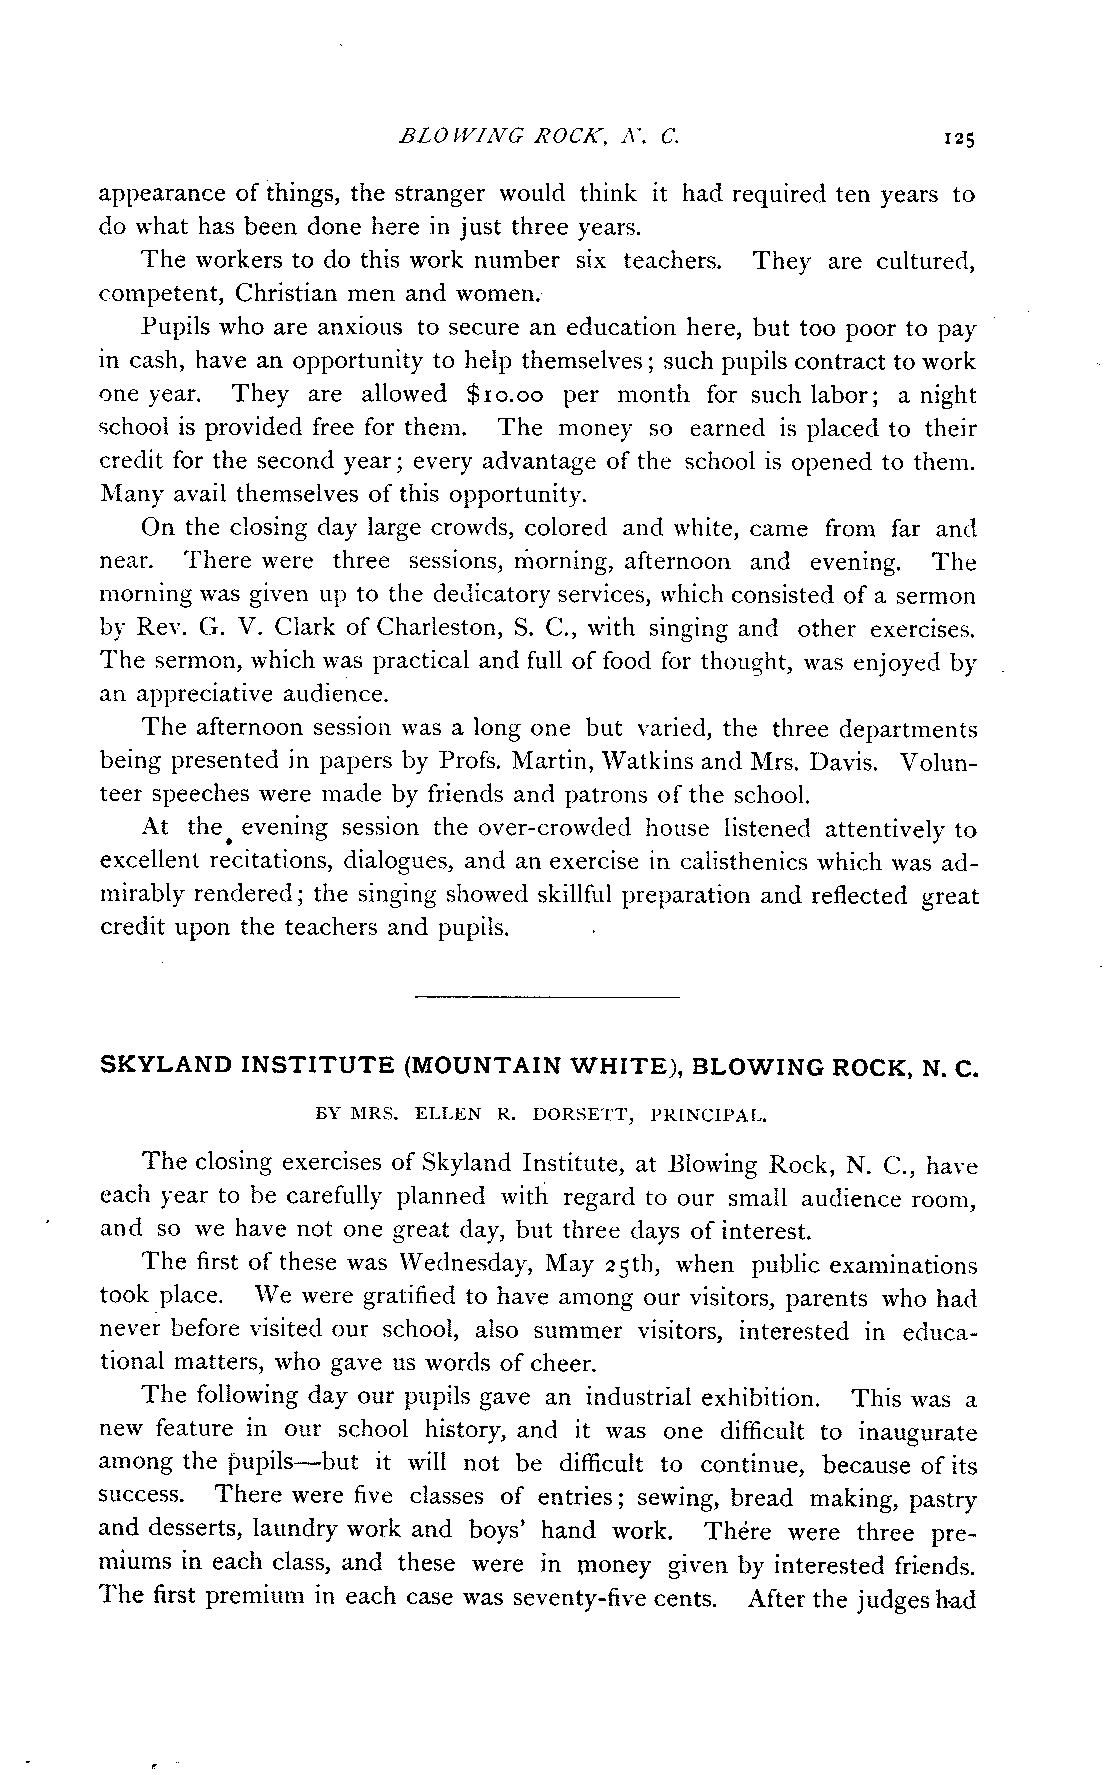 BLOWING ROCK, N. C. 125
appearance of things, the stranger would think it had required ten years to
do what has been done here in just three years.
The workers to do this work number six teachers. They are cultured,
competent, Christian men and women.
Pupils who are anxious to secure an education here, but too poor to pay
in cash, have an opportunity to help themselves; such pupils contract to work
one year. They are allowed $10.00 per month for such labor; a night
school is provided free for them. The money so earned is placed to their
credit for the second year; every advantage of the school is opened to them.
Many avail themselves of this opportunity.
On the closing day large crowds, colored and white, came from far and
near. There were three sessions, morning, afternoon and evening. The
morning was given up to the dedicatory services, which consisted of a sermon
by Rev. G. V. Clark of Charleston, S. C., with singing and other exercises.
The sermon, which was practical and full of food for thought, was enjoyed by
an appreciative audience.
The afternoon session was a long one but varied, the three departments
being presented in papers by Profs. Martin, Watkins and Mrs. Davis. Volun-
teer speeches were made by friends and patrons of the school.
At the evening session the over-crowded house listened attentively to
excellent recitations, dialogues, and an exercise in calisthenics which was ad-
mirably rendered; the singing showed skillful preparation and reflected great
credit upon the teachers and pupils.
SKYLAND INSTITUTE (MOUNTAIN WHITE), BLOWING ROCK, N. C.
BY MRS. ELLEN R. DORSETT, PRINCIPAL.
The closing exercises of Skyland Institute, at Blowing Rock, N. C., have
each year to be carefully planned with regard to our small audience room,
and so we have not one great day, but three days of interest.
The first of these was Wednesday, May 25th, when public examinations
took place. We were gratified to have among our visitors, parents who had
never before visited our school, also summer visitors, interested in educa-
tional matters, who gave us words of cheer.
The following day our pupils gave an industrial exhibition. This was a
new feature in our school history, and it was one difficult to inaugurate
among the pupils—but it will not be difficult to continue, because of its
success. There were five classes of entries; sewing, bread making, pastry
and desserts, laundry work and boys' hand work. There were three pre-
miums in each class, and these were in money given by interested friends.
The first premium in each case was seventy-five cents. After the judges had